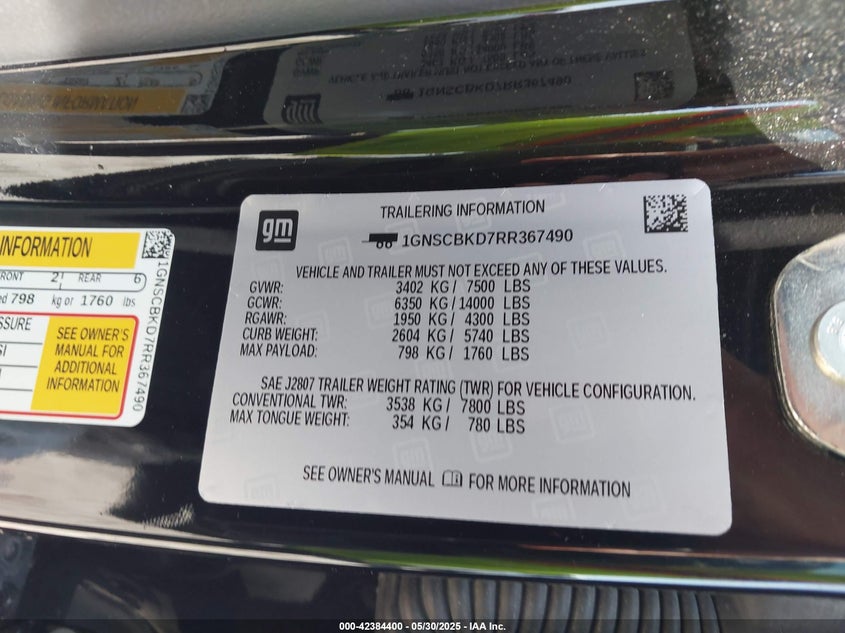 INFORMATION
FRONT 2 REAR 6
798 kg or 1760 lbs
SEE OWNER'S
MANUAL FOR
ADDITIONAL
INFORMATION
1GNSCBKD7RR367490
gm
TRAILERING INFORMATION
1GNSCBKD7RR367490
VEHICLE AND TRAILER MUST NOT EXCEED ANY OF THESE VALUES.
GVWR: 3402 KG/ 7500 LBS
GCWR: 6350 KG/14000 LBS
RGAWR: 1950 KG/ 4300 LBS
CURB WEIGHT: 2604 KG/ 5740 LBS
MAX PAYLOAD: 798 KG/ 1760 LBS
SAE J2807 TRAILER WEIGHT RATING (TWR) FOR VEHICLE CONFIGURATION.
CONVENTIONAL TWR: 3538 KG/ 7800 LBS
MAX TONGUE WEIGHT: 354 KG/ 780 LBS
SEE OWNER'S MANUAL FOR MORE INFORMATION
000-42384400 - 05/30/2025 - IAA Inc.